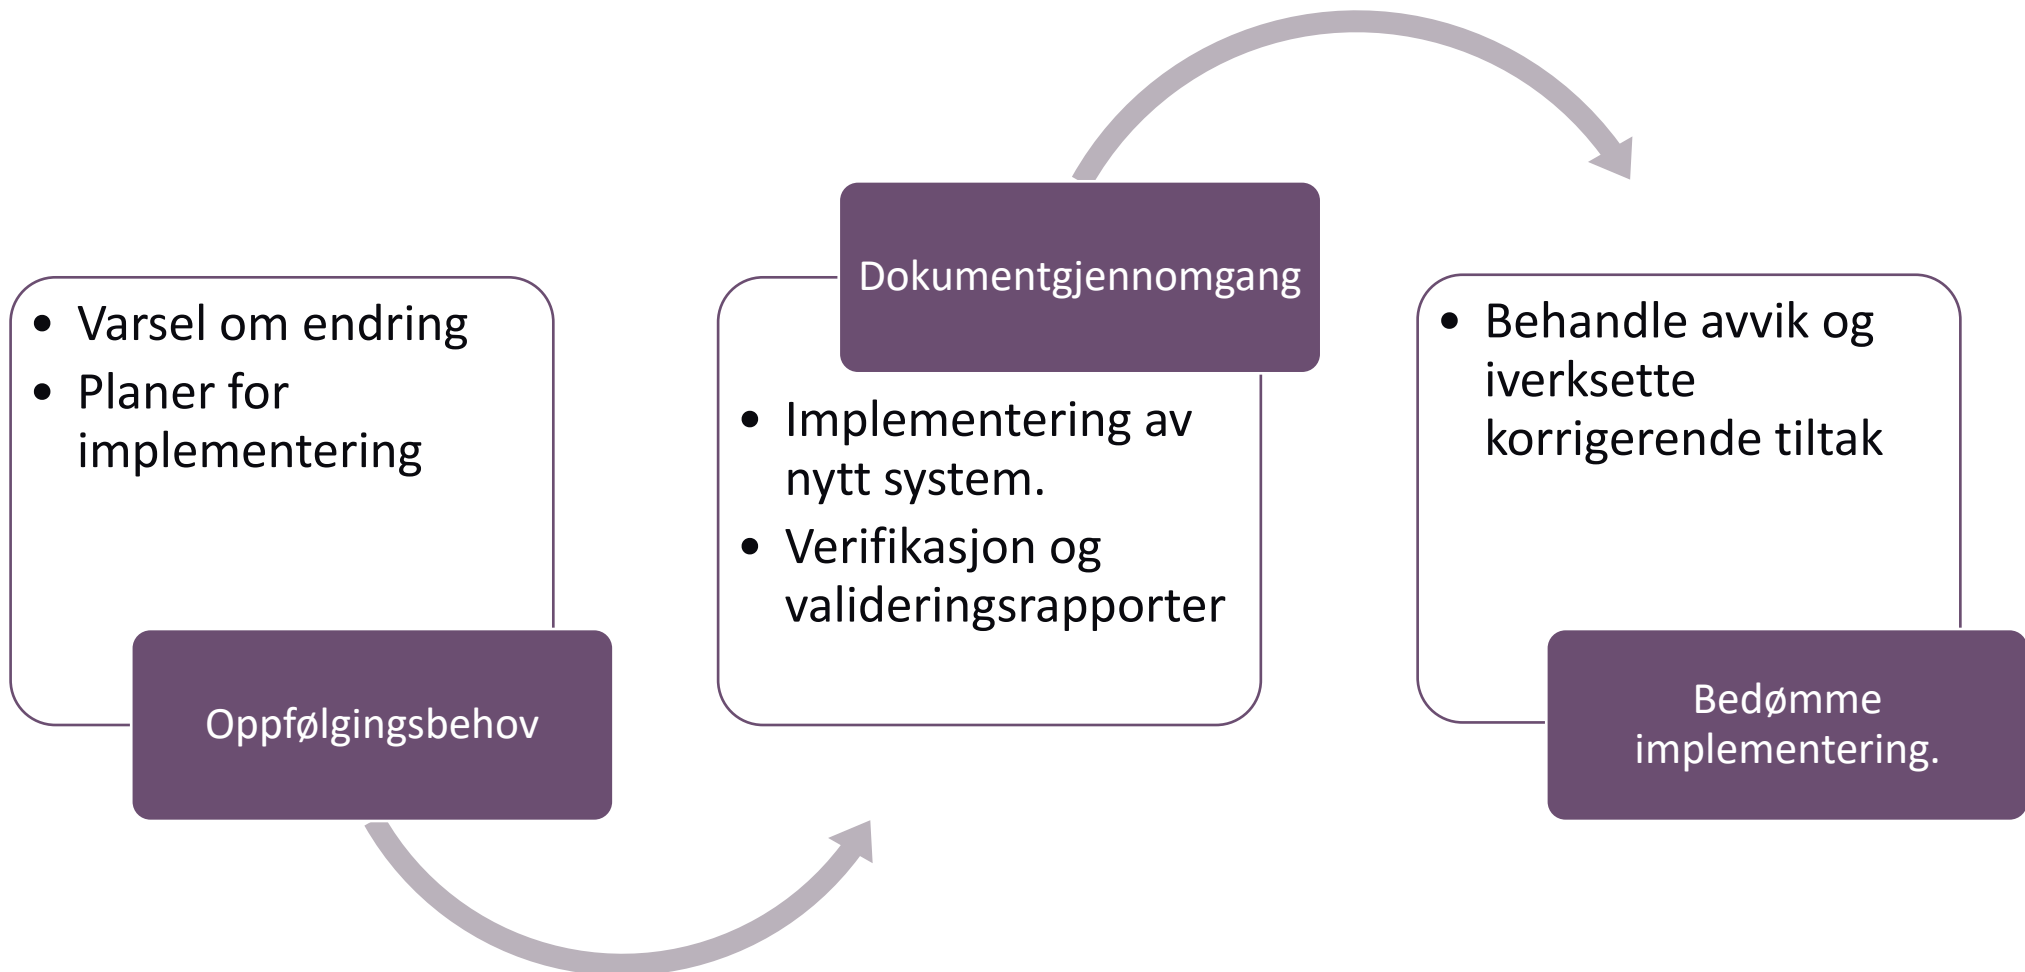 • Varsel om endring
• Planer for
implementering
Oppfølgingsbehov
Dokumentgjennomgang
• Implementering av
nytt system.
• Verifikasjon og
valideringsrapporter
• Behandle avvik og
iverksette
korrigerende tiltak
Bedømme
implementering.